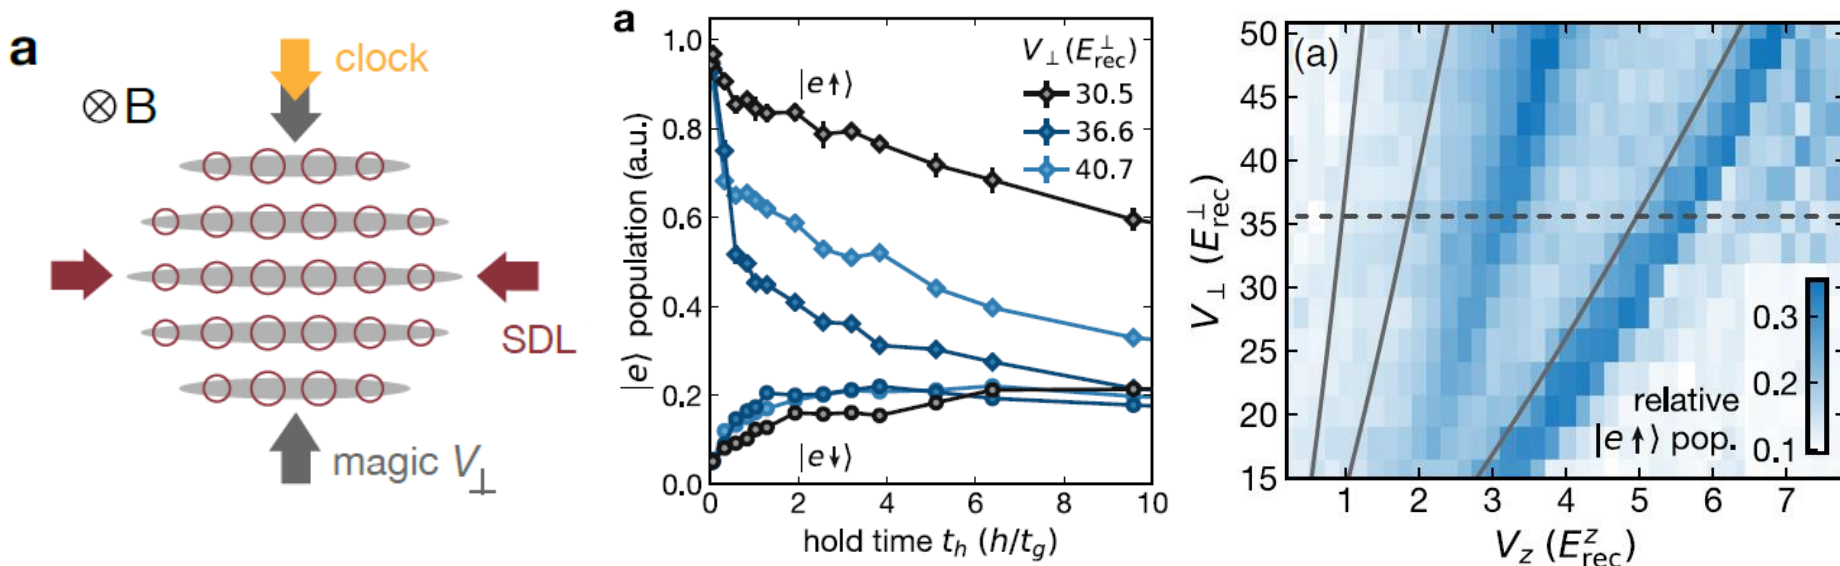 a
clock
⊗ B
SDL
magic V⊥
a
|e⟩ population (a.u.)
1.0
0.8
0.6
0.4
0.2
0.0
|e↑⟩
V⊥(E⊥rec)
30.5
36.6
40.7
|e↓⟩
0 2 4 6 8 10
hold time th (h/tg)
(a)
V⊥ (E⊥rec)
50
45
40
35
30
25
20
15
relative
|e↑⟩ pop.
0.3
0.2
0.1
1 2 3 4 5 6 7
Vz (Ezrec)